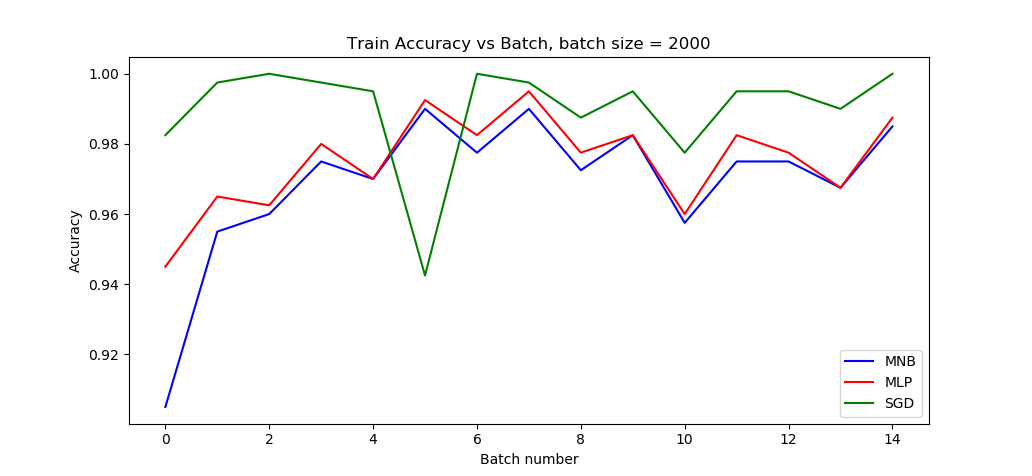 Train Accuracy vs Batch, batch size = 2000
Accuracy
1.00
0.98
0.96
0.94
0.92
MNB
MLP
SGD
0 2 4 6 8 10 12 14
Batch number